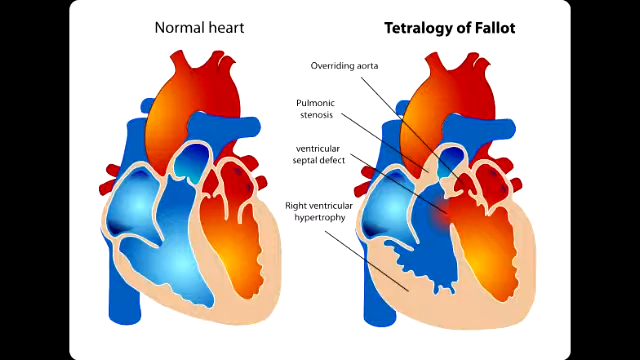 Normal heart
Tetralogy of Fallot
Overriding aorta
Pulmonic
stenosis
ventricular
septal defect
Right ventricular
hypertrophy